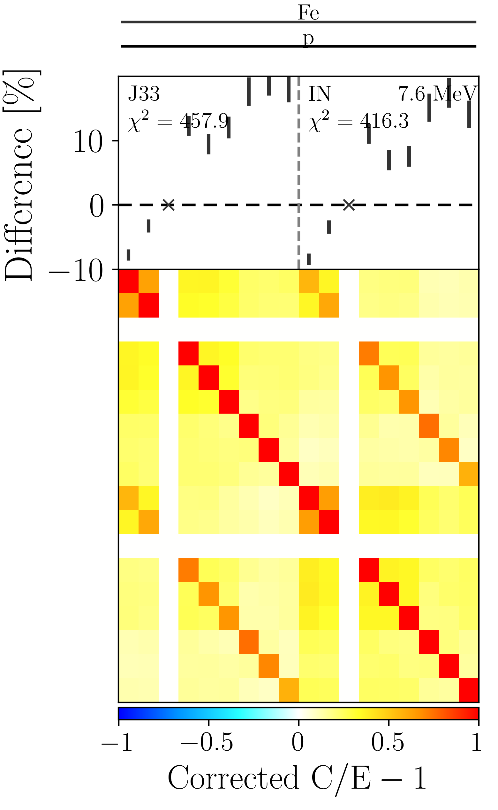 Fe
p
J33
χ² = 457.9
IN
7.6 MeV
χ² = 416.3
Difference [%]
10
0
−10
−1
−0.5
0
0.5
1
Corrected C/E − 1